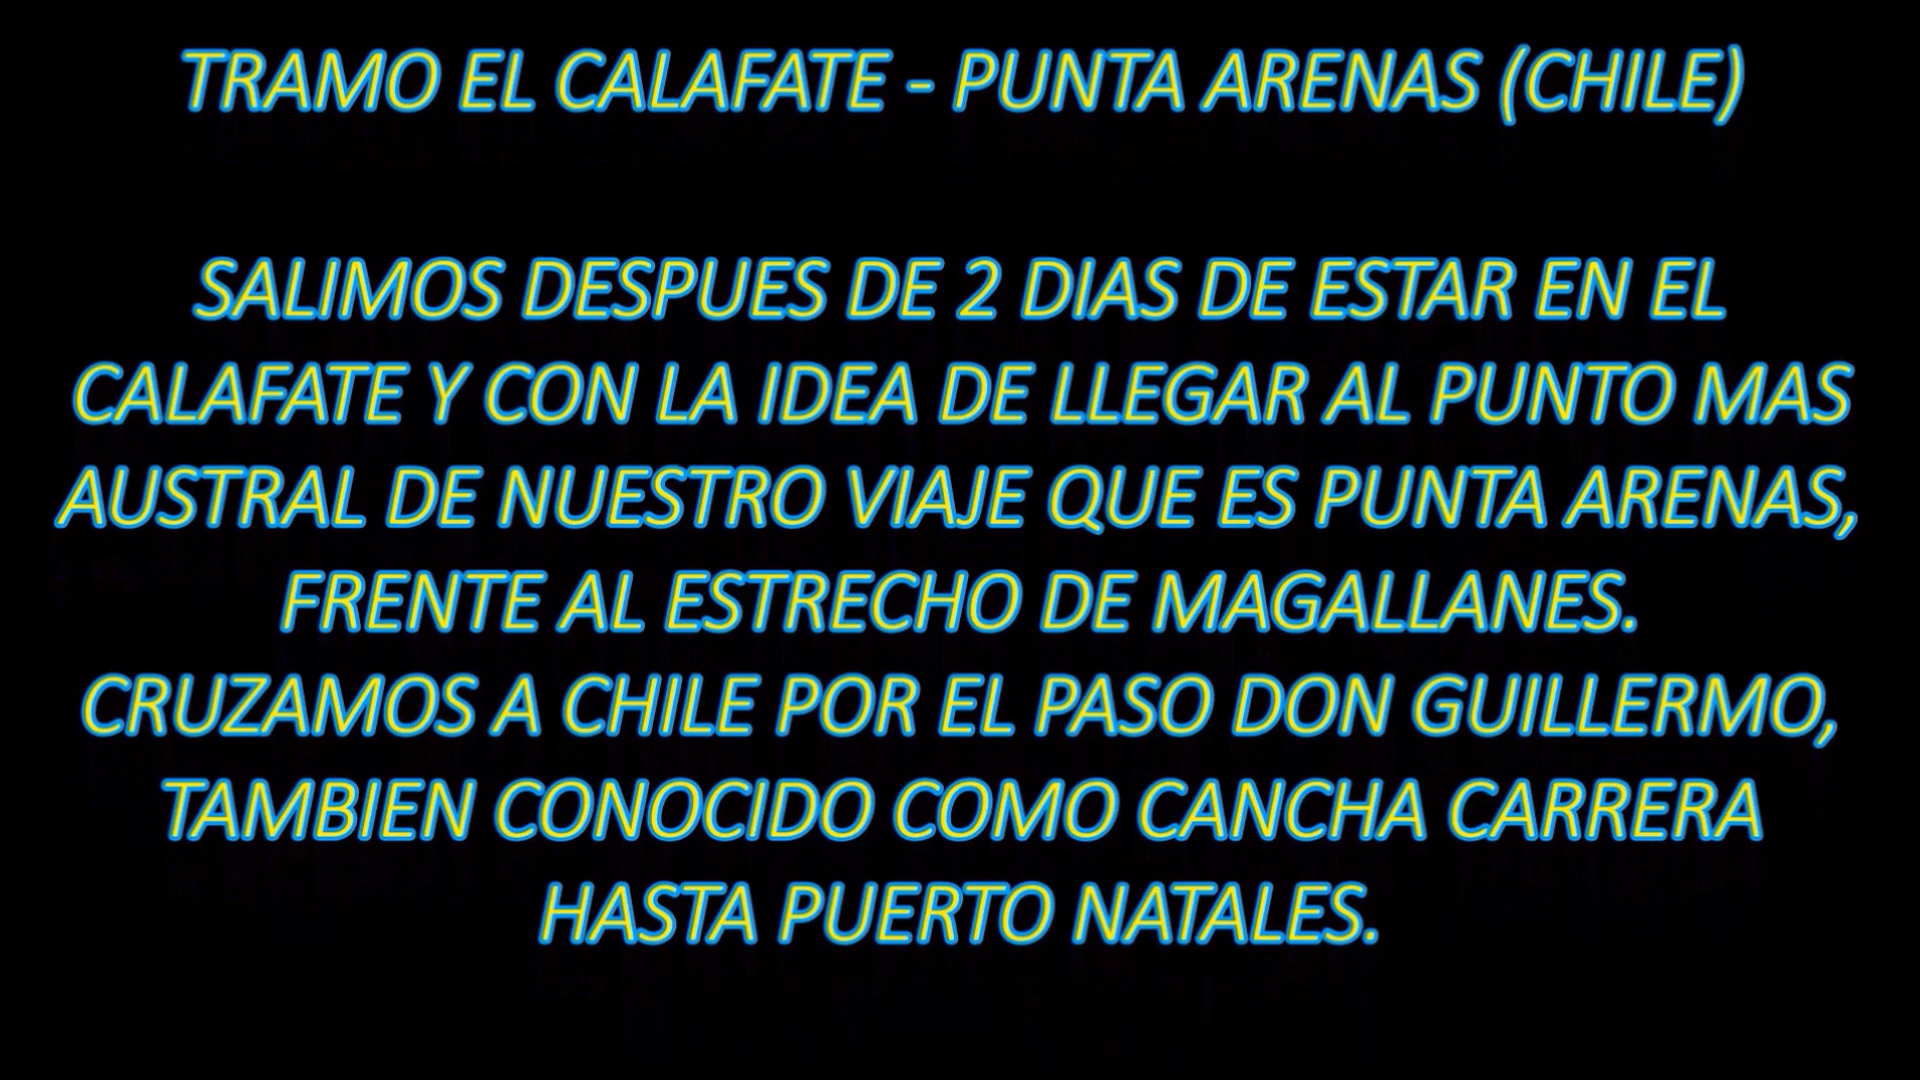 TRAMO EL CALAFATE - PUNTA ARENAS (CHILE)
SALIMOS DESPUES DE 2 DIAS DE ESTAR EN EL
CALAFATE Y CON LA IDEA DE LLEGAR AL PUNTO MAS
AUSTRAL DE NUESTRO VIAJE QUE ES PUNTA ARENAS,
FRENTE AL ESTRECHO DE MAGALLANES.
CRUZAMOS A CHILE POR EL PASO DON GUILLERMO,
TAMBIEN CONOCIDO COMO CANCHA CARRERA
HASTA PUERTO NATALES.